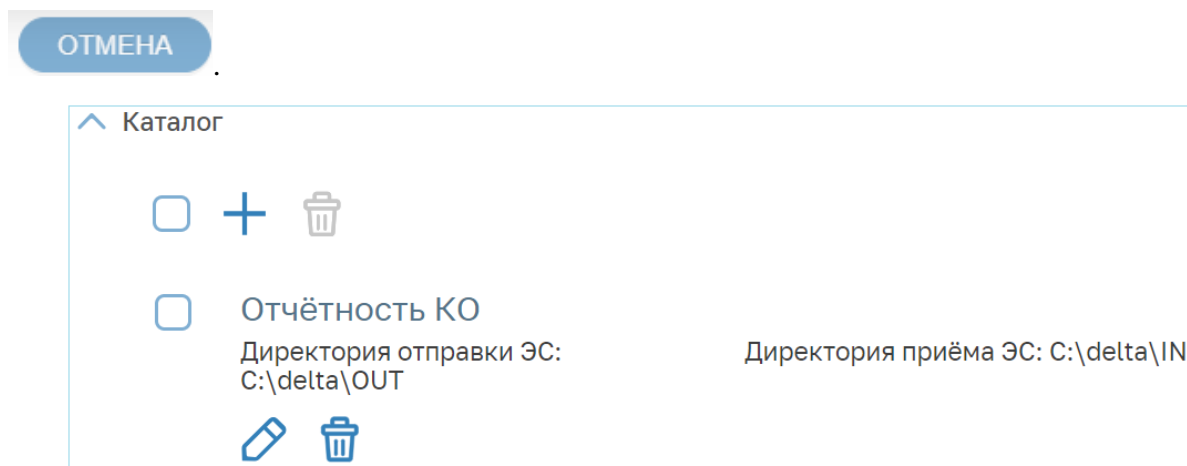 ОТМЕНА
.
Каталог
Отчётность КО
Директория отправки ЭС: Директория приёма ЭС: C:\delta\IN
C:\delta\OUT